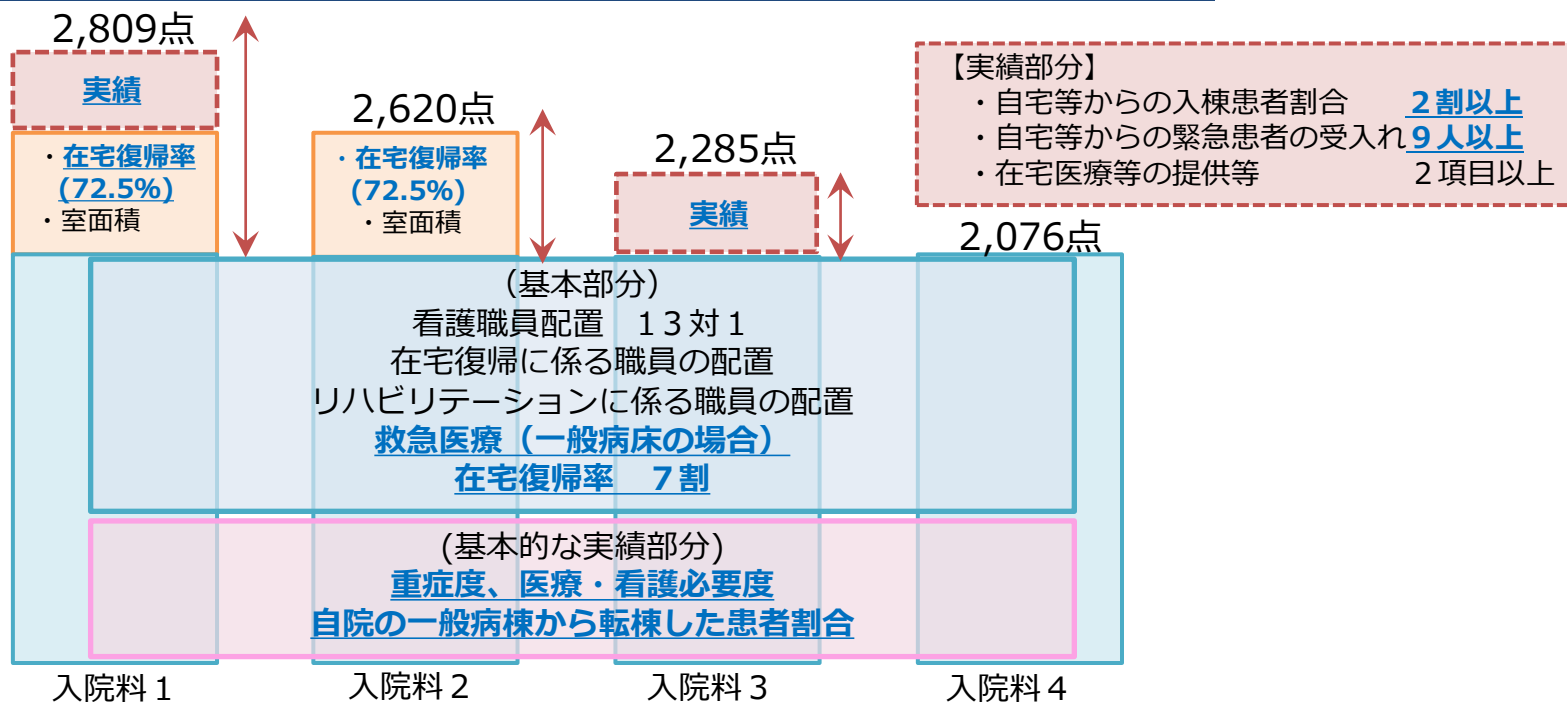 2,809点
実績
・在宅復帰率
(72.5%)
・室面積
2,620点
・在宅復帰率
(72.5%)
・室面積
2,285点
実績
2,076点
【実績部分】
・自宅等からの入棟患者割合 ２割以上
・自宅等からの緊急患者の受入れ ９人以上
・在宅医療等の提供等 ２項目以上
（基本部分）
看護職員配置　１３対１
在宅復帰に係る職員の配置
リハビリテーションに係る職員の配置
救急医療（一般病床の場合）
在宅復帰率　７割
(基本的な実績部分)
重症度、医療・看護必要度
自院の一般病棟から転棟した患者割合
入院料１
入院料２
入院料３
入院料４